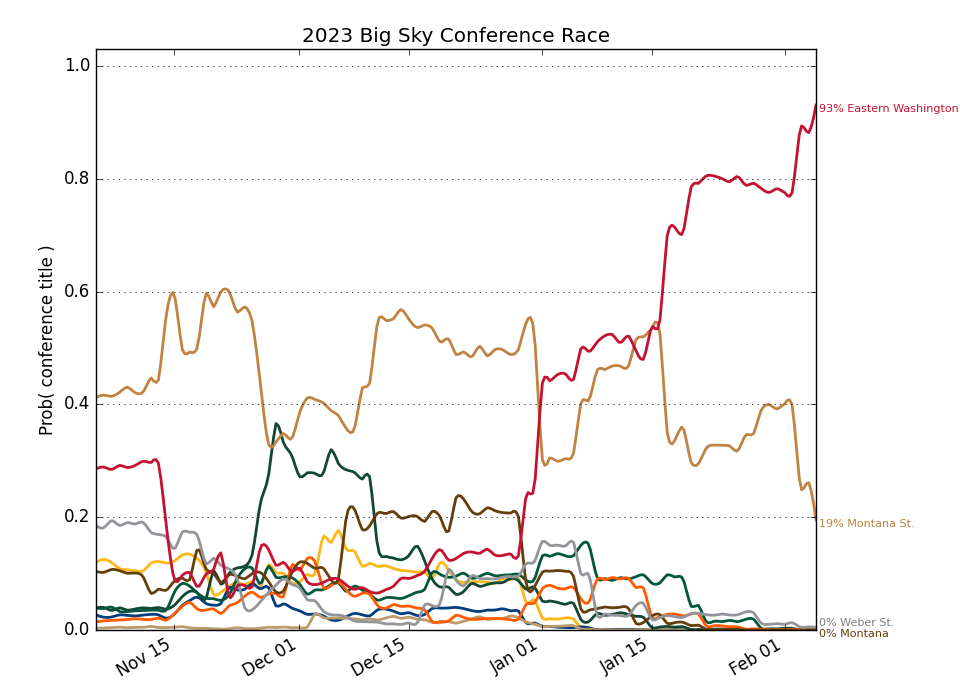 2023 Big Sky Conference Race
1.0
0.8
0.6
0.4
0.2
0.0
Prob( conference title )
Nov 15
Dec 01
Dec 15
Jan 01
Jan 15
Feb 01
93% Eastern Washington
19% Montana St.
0% Weber St.
0% Montana